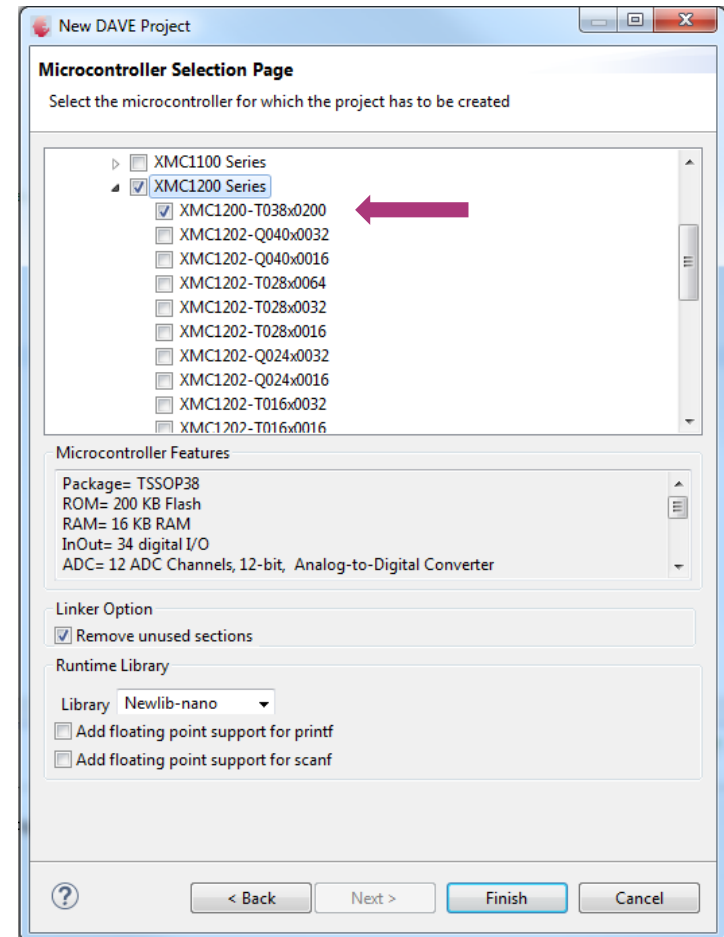 New DAVE Project
Microcontroller Selection Page
Select the microcontroller for which the project has to be created
XMC1100 Series
XMC1200 Series
XMC1200-T038x0200
XMC1202-Q040x0032
XMC1202-Q040x0016
XMC1202-T028x0064
XMC1202-T028x0032
XMC1202-T028x0016
XMC1202-Q024x0032
XMC1202-Q024x0016
XMC1202-T016x0032
XMC1202-T016x0016
Microcontroller Features
Package= TSSOP38
ROM= 200 KB Flash
RAM= 16 KB RAM
InOut= 34 digital I/O
ADC= 12 ADC Channels, 12-bit, Analog-to-Digital Converter
Linker Option
Remove unused sections
Runtime Library
Library Newlib-nano
Add floating point support for printf
Add floating point support for scanf
? < Back Next > Finish Cancel